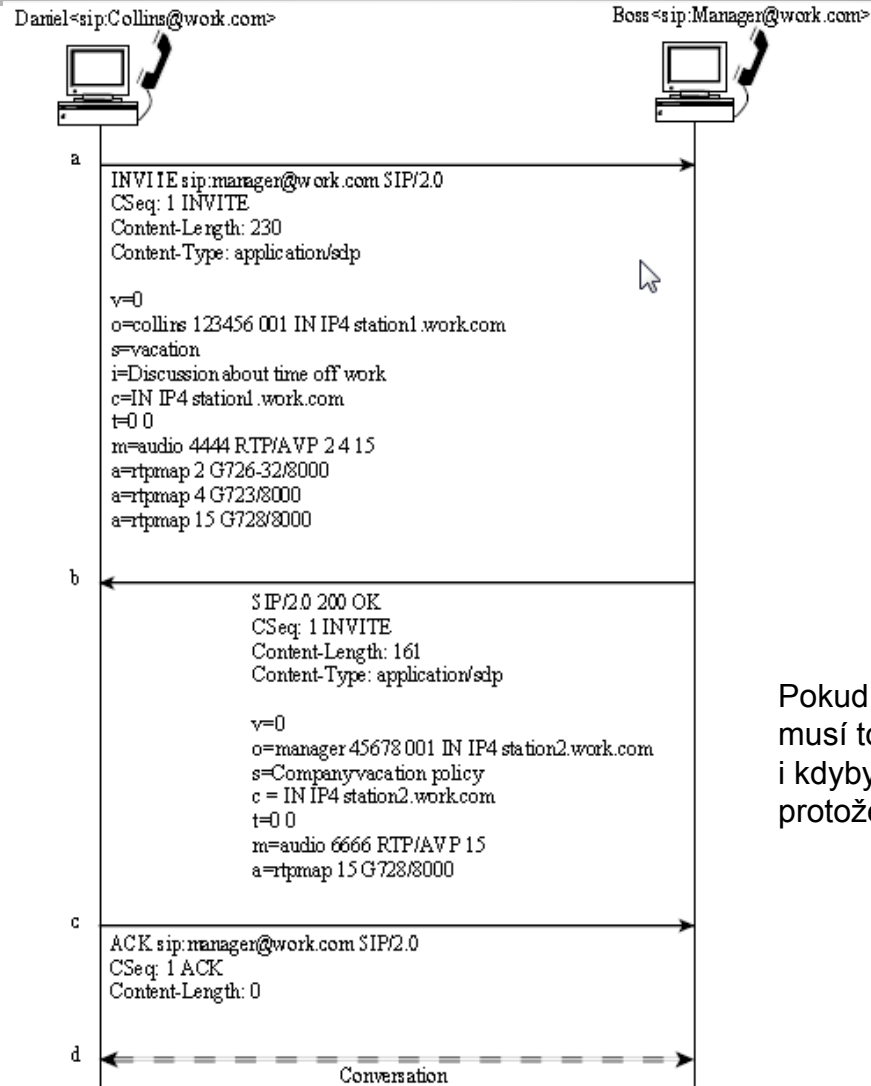 Daniel<sip:Collins@work.com>
Boss<sip:Manager@work.com>
a
INVITE sip:manager@work.com SIP/2.0
CSeq: 1 INVITE
Content-Length: 230
Content-Type: application/sdp
v=0
o=collins 123456 001 IN IP4 station1.work.com
s=vacation
i=Discussion about time off work
c=IN IP4 station1.work.com
t=0 0
m=audio 4444 RTP/AVP 2 4 15
a=rtpmap 2 G726-32/8000
a=rtpmap 4 G723/8000
a=rtpmap 15 G728/8000
b
SIP/2.0 200 OK
CSeq: 1 INVITE
Content-Length: 161
Content-Type: application/sdp
v=0
o=manager 45678 001 IN IP4 station2.work.com
s=Company vacation policy
c = IN IP4 station2.work.com
t=0 0
m=audio 6666 RTP/AVP 15
a=rtpmap 15 G728/8000
Pokud
musí
i kdyby
c
ACK sip:manager@work.com SIP/2.0
CSeq: 1 ACK
Content-Length: 0
d
Conversation